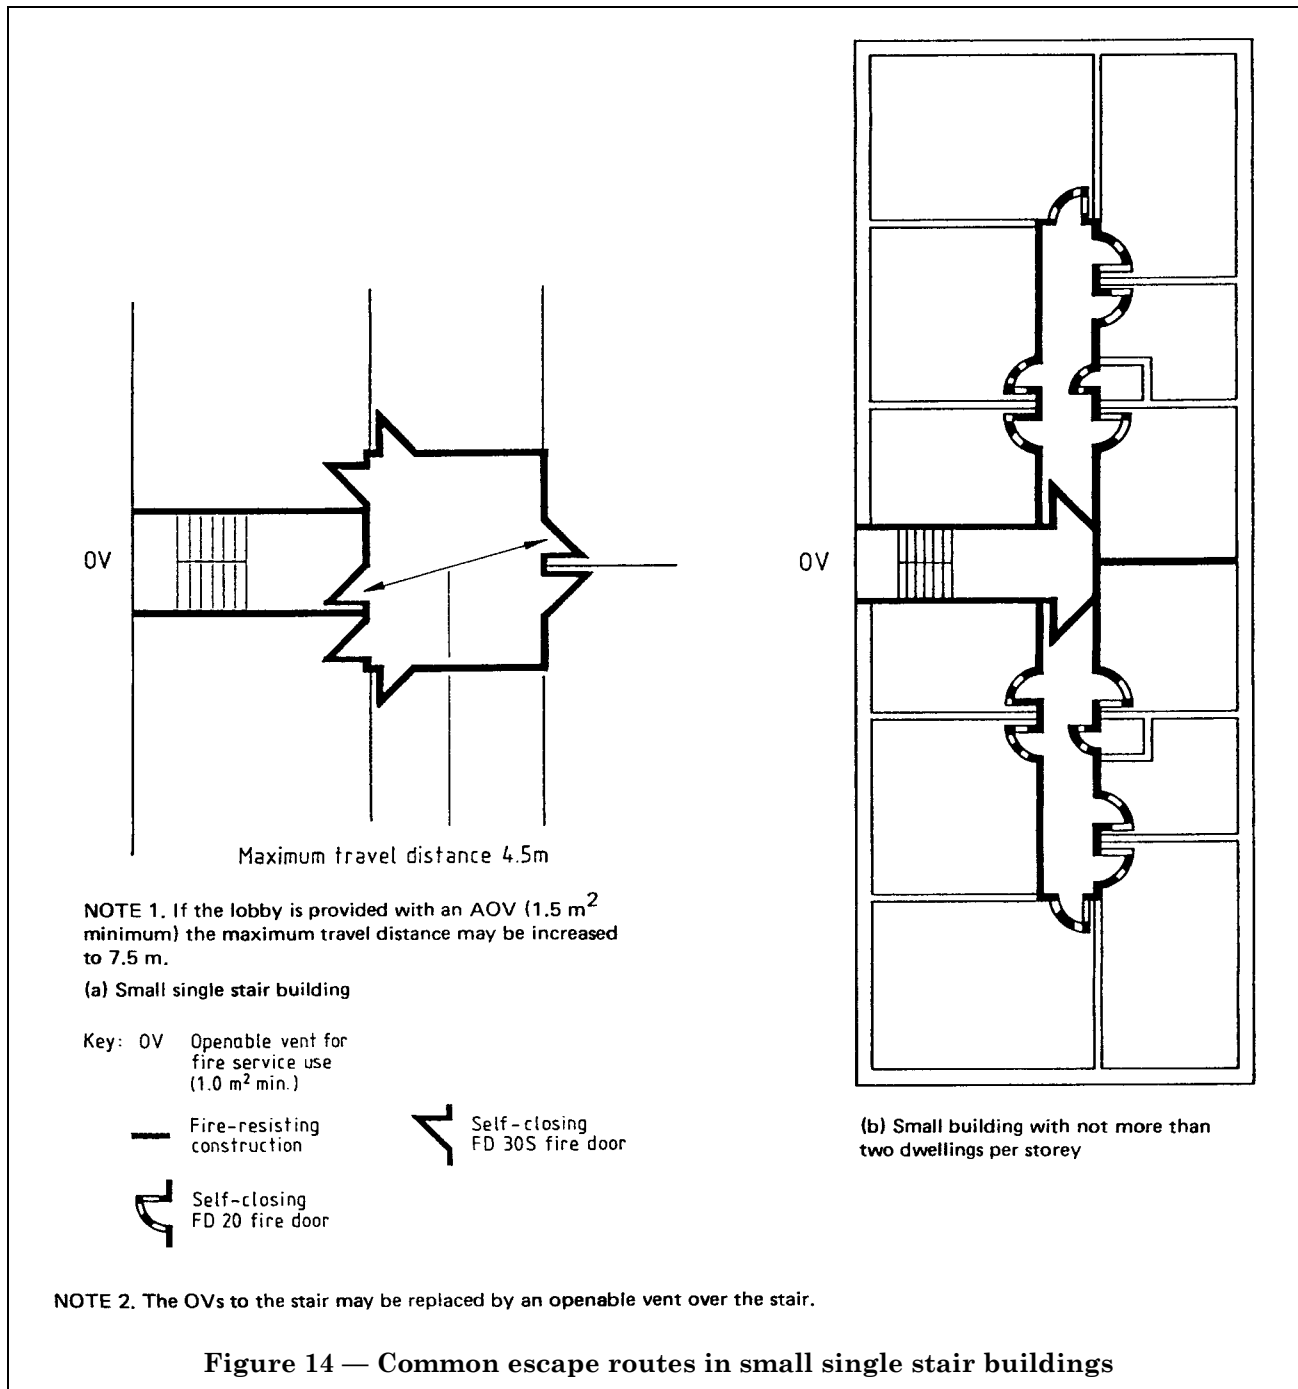 OV
Maximum travel distance 4.5m
NOTE 1. If the lobby is provided with an AOV (1.5 m²
minimum) the maximum travel distance may be increased
to 7.5 m.
(a) Small single stair building
Key: OV Openable vent for
fire service use
(1.0 m² min.)
Fire-resisting
construction
Self-closing
FD 30S fire door
Self-closing
FD 20 fire door
OV
(b) Small building with not more than
two dwellings per storey
NOTE 2. The OVs to the stair may be replaced by an openable vent over the stair.
Figure 14 — Common escape routes in small single stair buildings